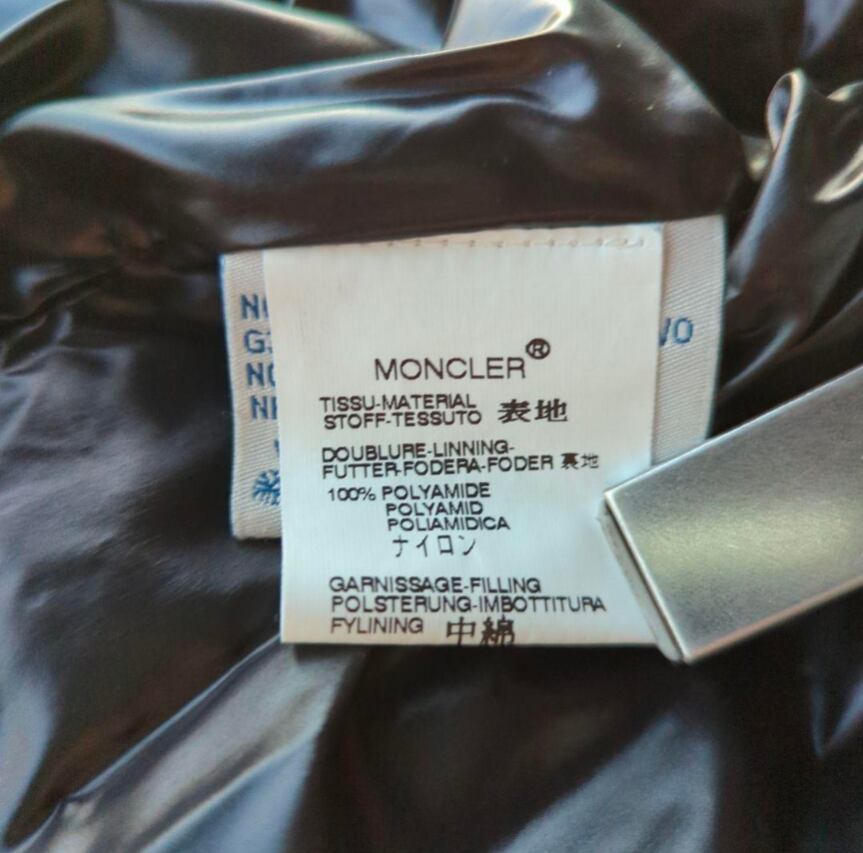 MONCLER®
TISSU-MATERIAL
STOFF-TESSUTO 表地
DOUBLURE-LINNING-
FUTTER-FODERA-FODER 裏地
100% POLYAMIDE
POLYAMID
POLIAMIDICA
ナイロン
GARNISSAGE-FILLING
POLSTERUNG-IMBOTTITURA
FYLINING 中綿